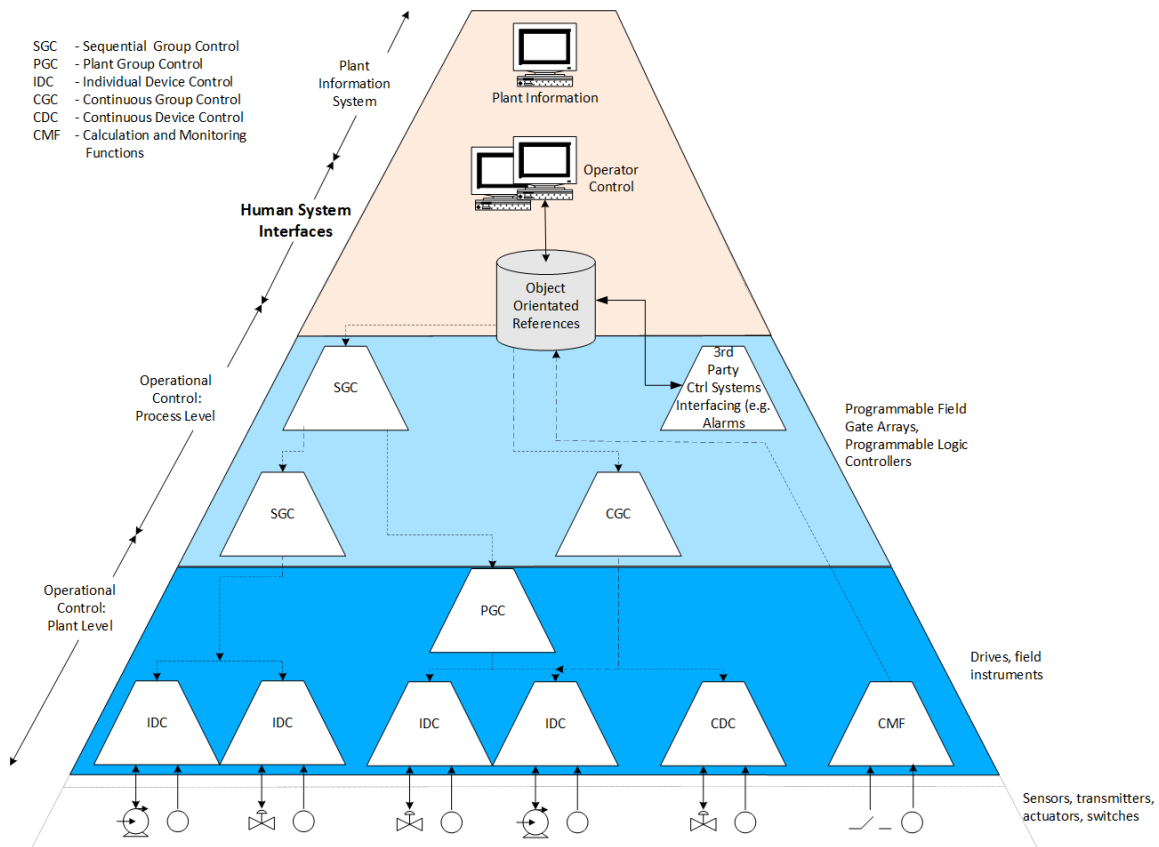 SGC - Sequential Group Control
PGC - Plant Group Control
IDC - Individual Device Control
CGC - Continuous Group Control
CDC - Continuous Device Control
CMF - Calculation and Monitoring
Functions
Plant
Information
System
Plant Information
Operator
Control
Human System
Interfaces
Object
Orientated
References
Operational
Control:
Process Level
SGC
3rd
Party
Ctrl Systems
Interfacing (e.g.
Alarms
Programmable Field
Gate Arrays,
Programmable Logic
Controllers
SGC
CGC
Operational
Control:
Plant Level
PGC
Drives, field
instruments
IDC
IDC
IDC
IDC
CDC
CMF
Sensors, transmitters,
actuators, switches